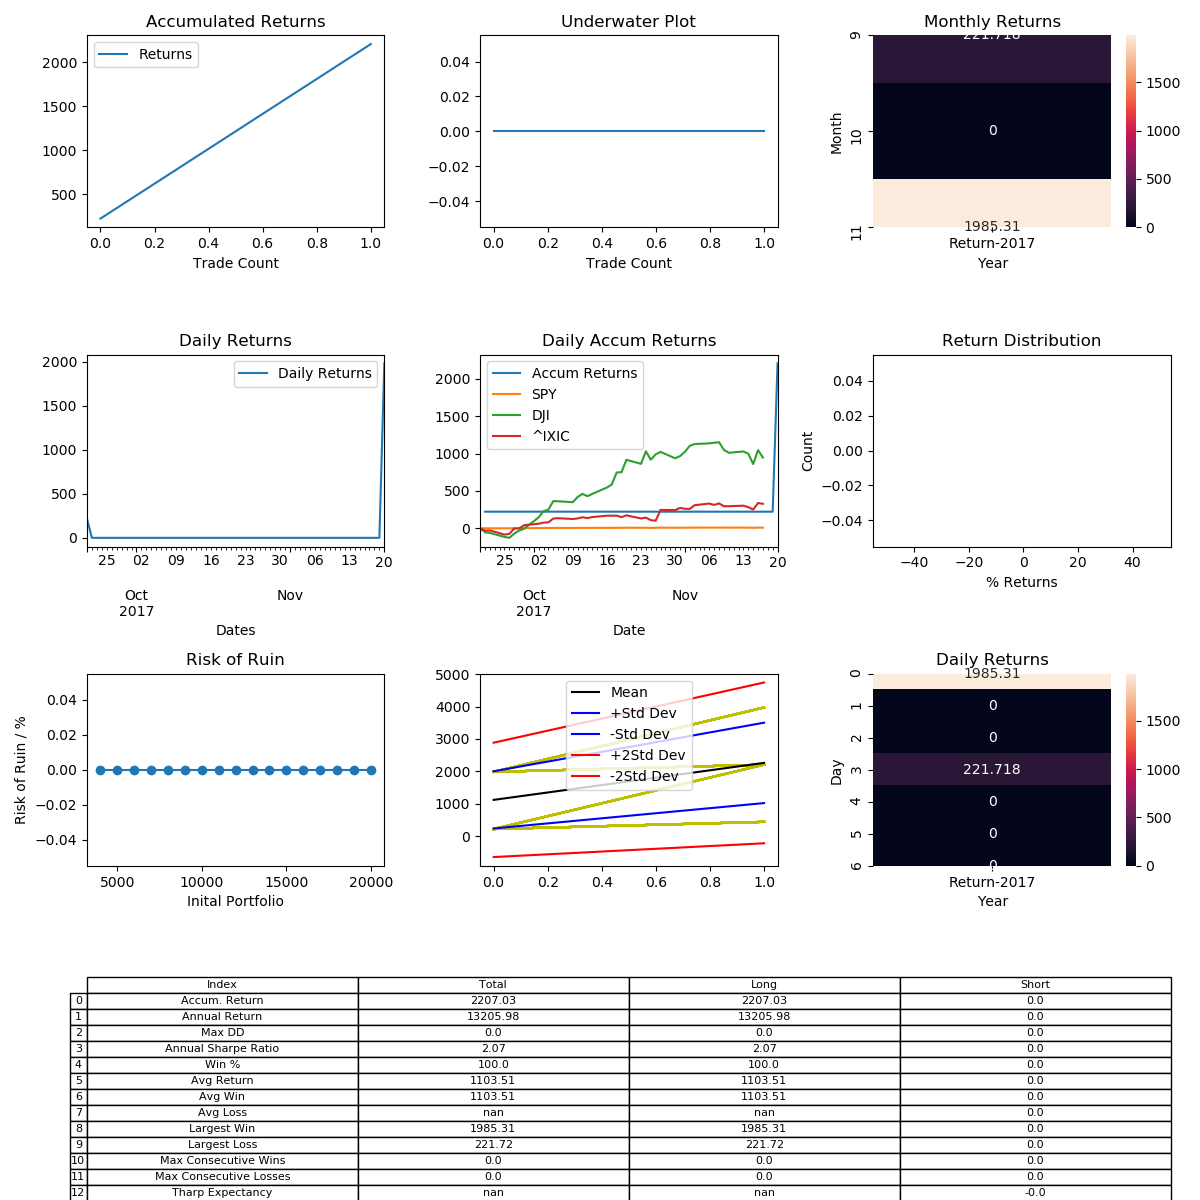 Accumulated Returns
Returns
2000
1500
1000
500
0.0 0.2 0.4 0.6 0.8 1.0
Trade Count
Underwater Plot
0.04
0.02
0.00
−0.02
−0.04
0.0 0.2 0.4 0.6 0.8 1.0
Trade Count
Monthly Returns
9
10
11
Month
221.718
0
1985.31
Return-2017
Year
1500
1000
500
0
Daily Returns
Daily Returns
2000
1500
1000
500
0
25 02 09 16 23 30 06 13 20
Oct Nov
2017
Dates
Daily Accum Returns
Accum Returns
SPY
DJI
^IXIC
2000
1500
1000
500
0
25 02 09 16 23 30 06 13 20
Oct Nov
2017
Date
Return Distribution
Count
0.04
0.02
0.00
−0.02
−0.04
−40 −20 0 20 40
% Returns
Risk of Ruin
Risk of Ruin / %
0.04
0.02
0.00
−0.02
−0.04
5000 10000 15000 20000
Inital Portfolio
5000
4000
3000
2000
1000
0
Mean
+Std Dev
-Std Dev
+2Std Dev
-2Std Dev
0.0 0.2 0.4 0.6 0.8 1.0
Daily Returns
Day
0 1985.31
1 0
2 0
3 221.718
4 0
5 0
6 0
Return-2017
Year
1500
1000
500
0
Index Total Long Short
0 Accum. Return 2207.03 2207.03 0.0
1 Annual Return 13205.98 13205.98 0.0
2 Max DD 0.0 0.0 0.0
3 Annual Sharpe Ratio 2.07 2.07 0.0
4 Win % 100.0 100.0 0.0
5 Avg Return 1103.51 1103.51 0.0
6 Avg Win 1103.51 1103.51 0.0
7 Avg Loss nan nan 0.0
8 Largest Win 1985.31 1985.31 0.0
9 Largest Loss 221.72 221.72 0.0
10 Max Consecutive Wins 0.0 0.0 0.0
11 Max Consecutive Losses 0.0 0.0 0.0
12 Tharp Expectancy nan nan -0.0